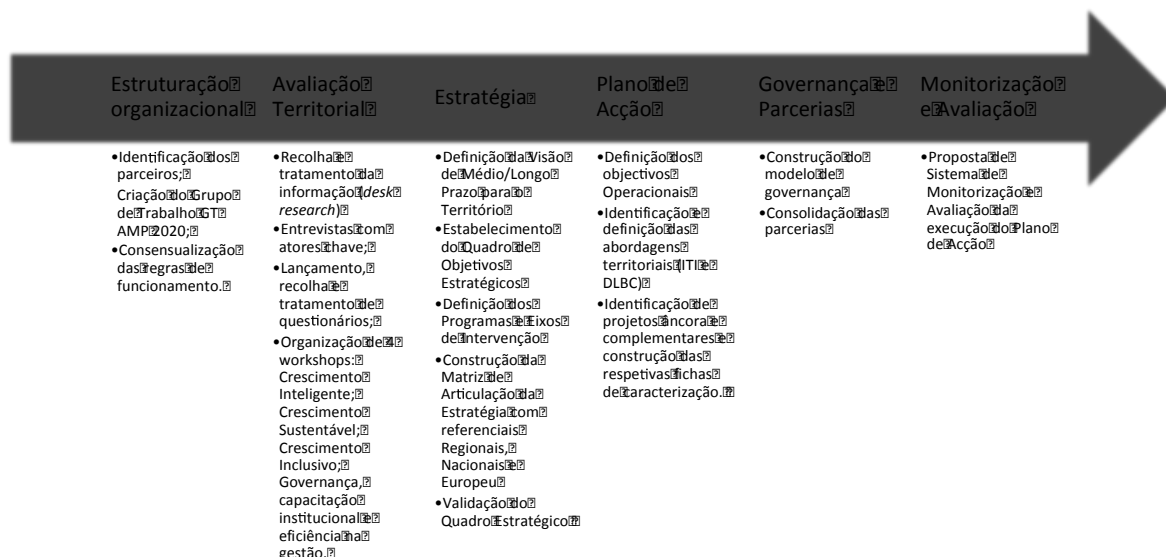 Estruturação
organizacional
Avaliação
Territorial
Estratégia
Plano de
Acção
Governança e
Parcerias
Monitorização
e Avaliação
•Identificação dos
parceiros;
Criação do Grupo
de Trabalho GT
AMP 2020;
•Consensualização
das regras de
funcionamento.
•Recolha e
tratamento da
informação (desk
research)
•Entrevistas com
atores chave;
•Lançamento,
recolha e
tratamento de
questionários;
•Organização de 4
workshops:
Crescimento
Inteligente;
Crescimento
Sustentável;
Crescimento
Inclusivo;
Governança,
capacitação
institucional e
eficiência na
gestão.
•Definição da Visão
de Médio/Longo
Prazo para o
Território
•Estabelecimento
do Quadro de
Objetivos
Estratégicos
•Definição dos
Programas e Eixos
de Intervenção
•Construção da
Matriz de
Articulação da
Estratégia com
referenciais
Regionais,
Nacionais e
Europeu
•Validação do
Quadro Estratégico
•Definição dos
objectivos
Operacionais
•Identificação e
definição das
abordagens
territoriais (ITI e
DLBC)
•Identificação de
projetos âncora e
complementares e
construção das
respetivas fichas
de caracterização.
•Construção do
modelo de
governança
•Consolidação das
parcerias
•Proposta de
Sistema de
Monitorização e
Avaliação da
execução do Plano
de Acção